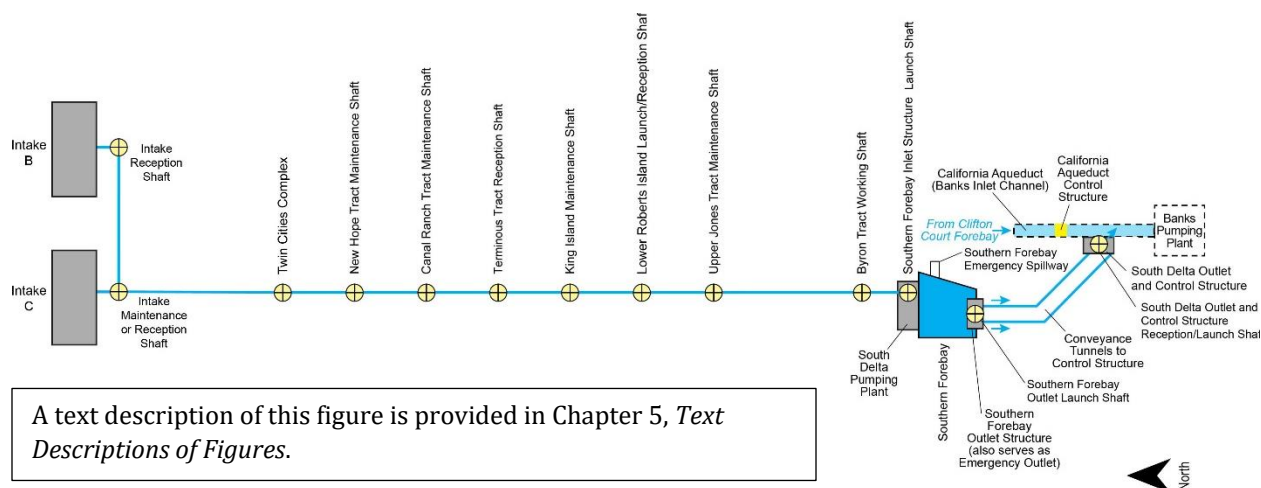 Intake
B
Intake
Reception
Shaft
Intake
C
Intake
Maintenance
or Reception
Shaft
Twin Cities Complex
New Hope Tract Maintenance Shaft
Canal Ranch Tract Maintenance Shaft
Terminous Tract Reception Shaft
King Island Maintenance Shaft
Lower Roberts Island Launch/Reception Shaf
Upper Jones Tract Maintenance Shaft
Byron Tract Working Shaft
Southern Forebay Inlet Structure Launch Shaft
California Aqueduct
(Banks Inlet Channel)
California
Aqueduct
Control
Structure
From Clifton
Court Forebay
Banks
Pumping
Plant
Southern Forebay
Emergency Spillway
South Delta Outlet
and Control Structure
South Delta Outlet and
Control Structure
Reception/Launch Shaf
Conveyance
Tunnels to
Control Structure
South
Delta
Pumping
Plant
Southern Forebay
Southern Forebay
Outlet Launch Shaft
Southern
Forebay
Outlet Structure
(also serves as
Emergency Outlet)
North
A text description of this figure is provided in Chapter 5, Text
Descriptions of Figures.